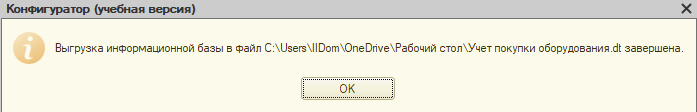 Конфигуратор (учебная версия)
Выгрузка информационной базы в файл C:\Users\IIDom\OneDrive\Рабочий стол\Учет покупки оборудования.dt завершена.
OK